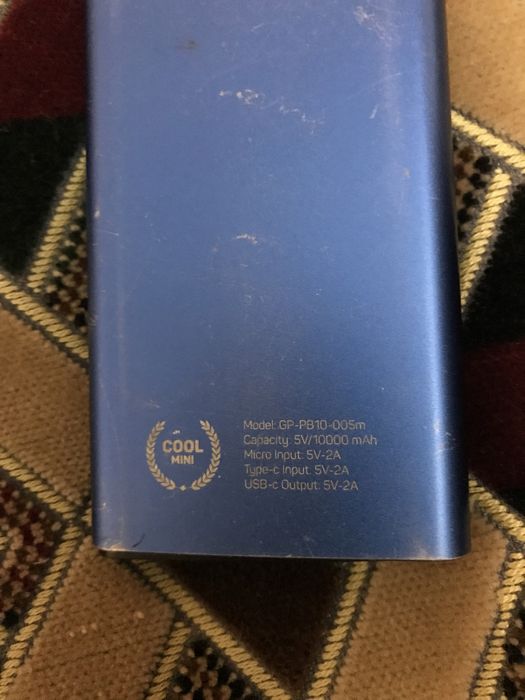 COOL
MINI
Model: GP-PB10-005m
Capacity: 5V/10000 mAh
Micro Input: 5V-2A
Type-c Input: 5V-2A
USB-c Output: 5V-2A